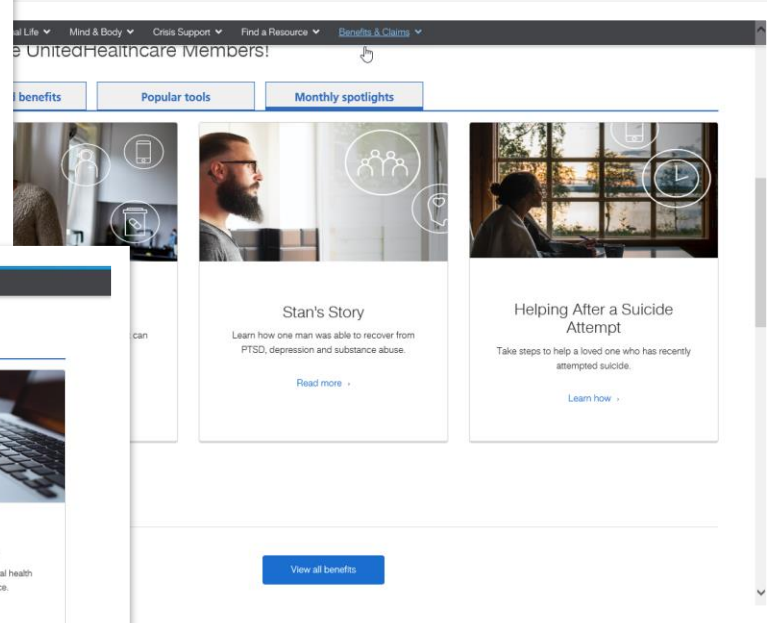 al Life Mind & Body Crisis Support Find a Resource Benefits & Claims
e UnitedHealthcare Members!
l benefits Popular tools Monthly spotlights
Stan's Story
Learn how one man was able to recover from
PTSD, depression and substance abuse.
Read more ›
Helping After a Suicide
Attempt
Take steps to help a loved one who has recently
attempted suicide.
Learn how ›
can
al health
ce.
View all benefits